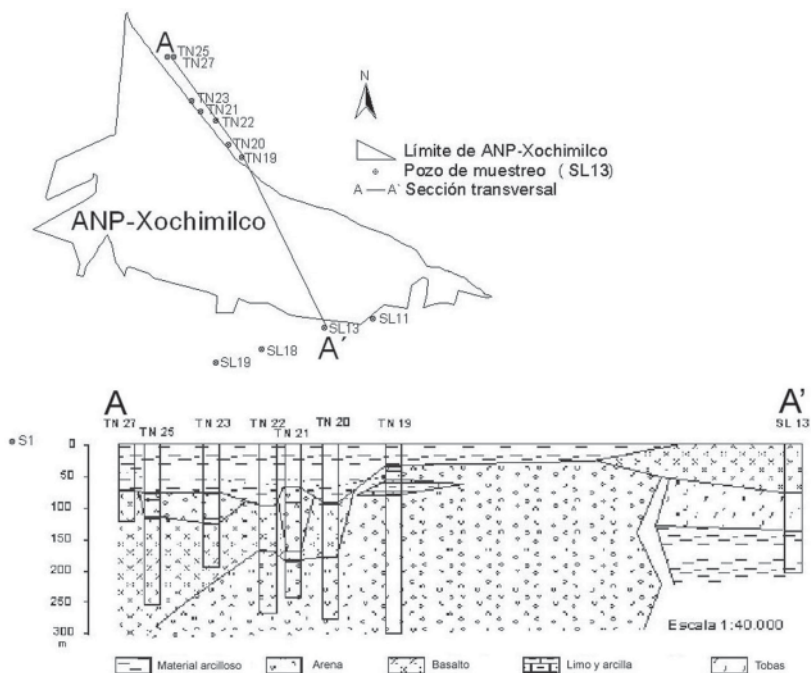 A
TN25
TN27
TN23
TN21
TN22
TN20
TN19
N
Límite de ANP-Xochimilco
Pozo de muestreo ( SL13)
A — A` Sección transversal
ANP-Xochimilco
SL11
SL13
A´
SL18
SL19
S1
A
A’
TN 27
TN 25
TN 23
TN 22
TN 21
TN 20
TN 19
SL 13
0
50
100
150
200
250
300
m
Escala 1:40.000
Material arcilloso
Arena
Basalto
Limo y arcilla
Tobas